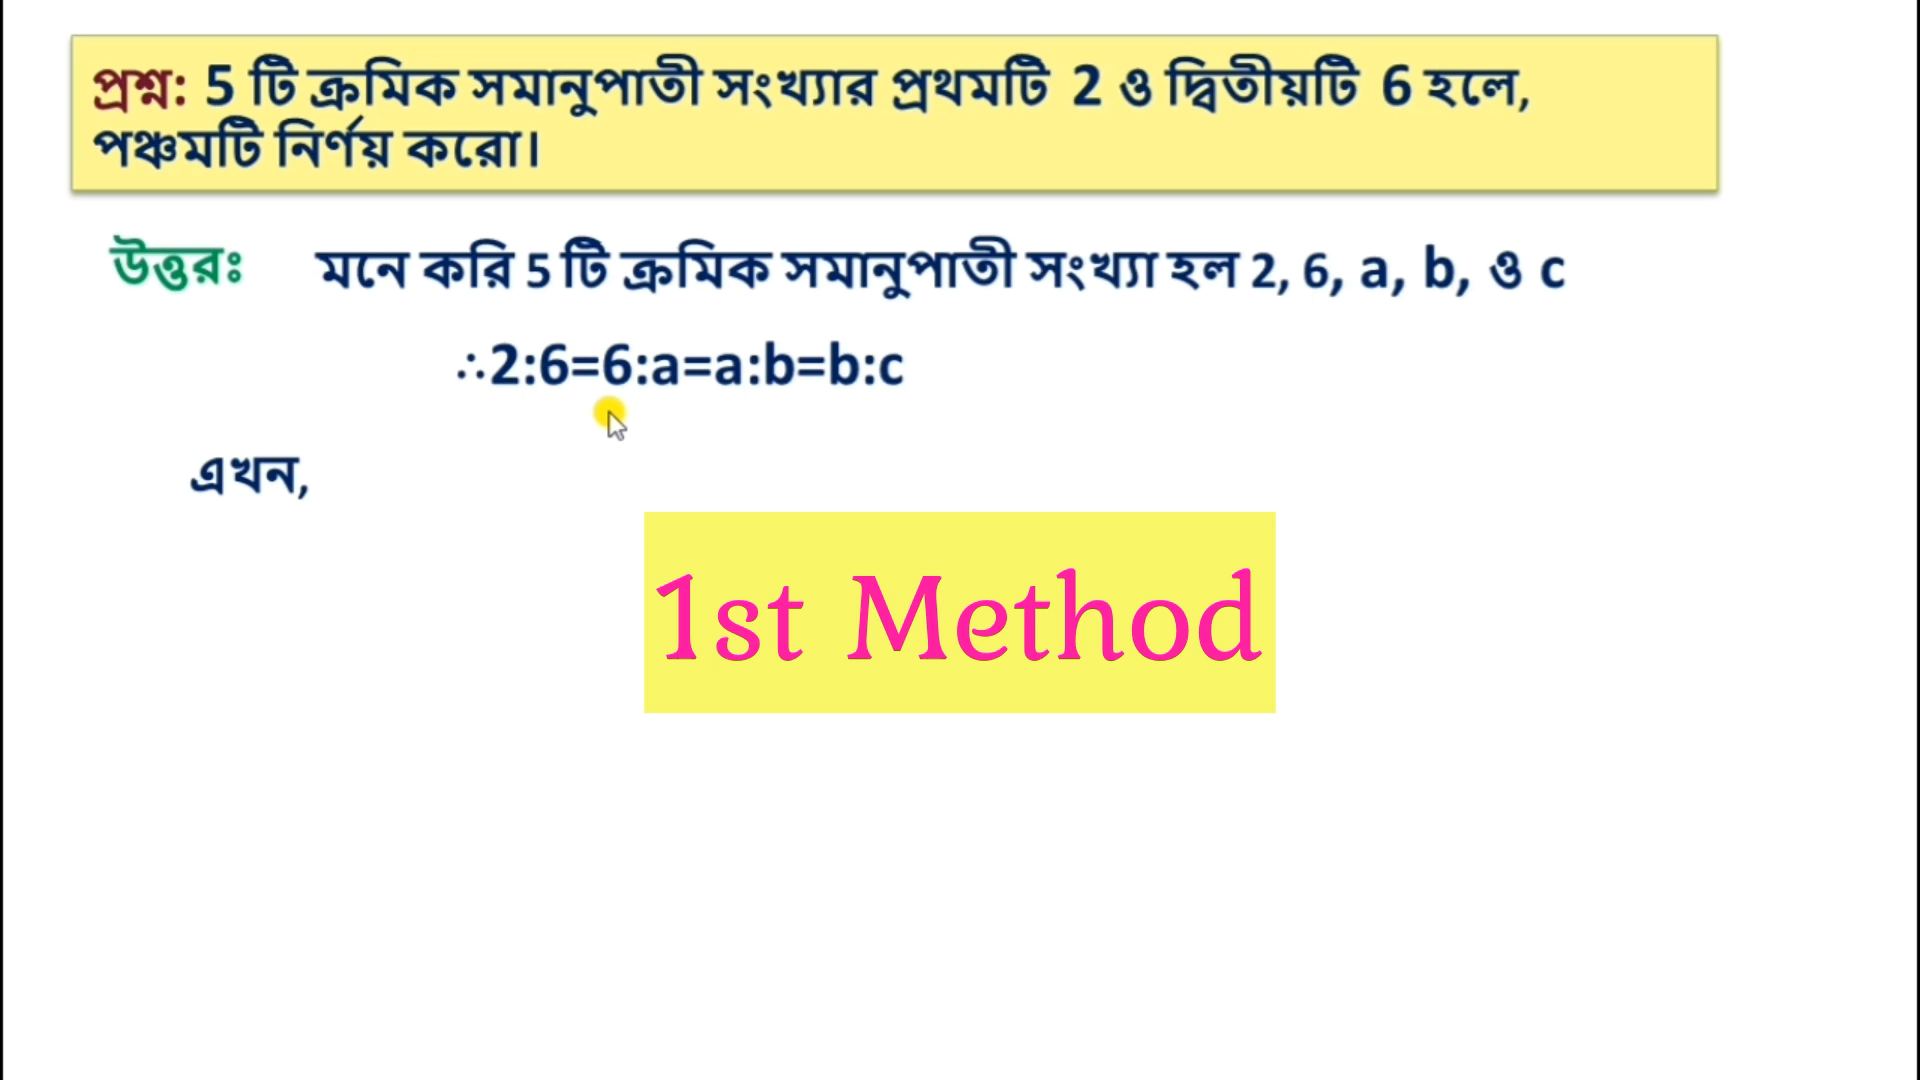 প্রশ্ন: 5 টি ক্রমিক সমানুপাতী সংখ্যার প্রথমটি 2 ও দ্বিতীয়টি 6 হলে,
পঞ্চমটি নির্ণয় করো।
উত্তরঃ মনে করি 5 টি ক্রমিক সমানুপাতী সংখ্যা হল 2, 6, a, b, ও c
∴2:6=6:a=a:b=b:c
এখন,
1st Method